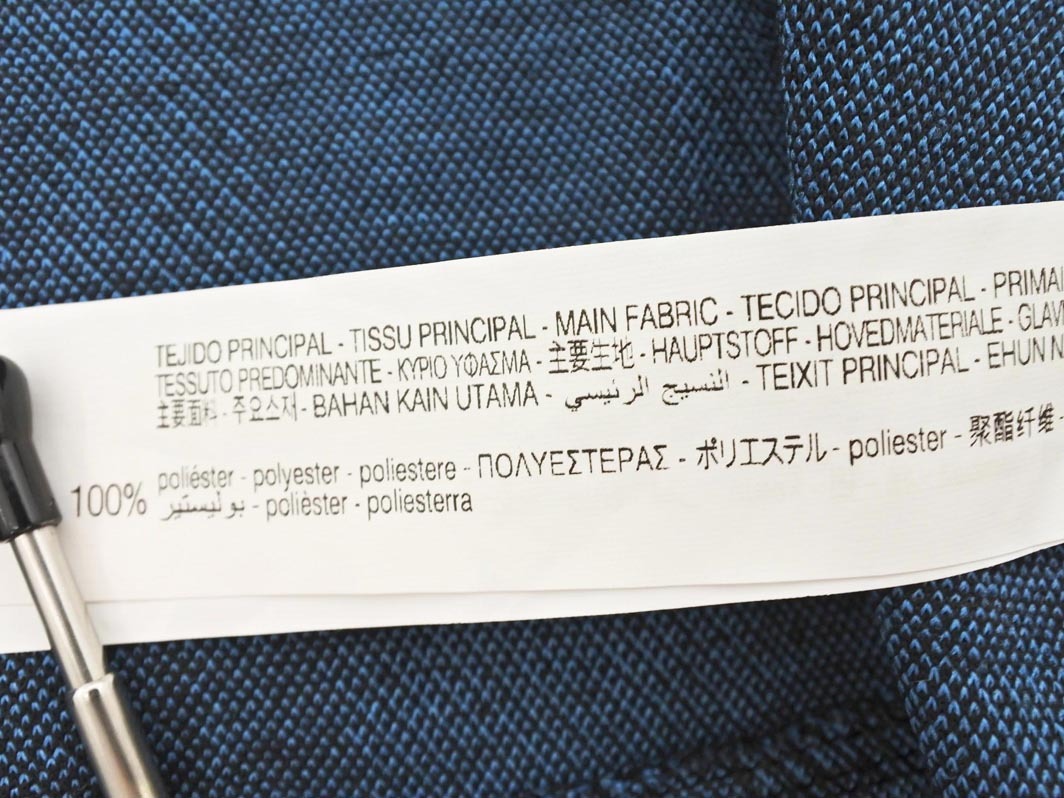 TEJIDO PRINCIPAL - TISSU PRINCIPAL - MAIN FABRIC - TECIDO PRINCIPAL -
TESSUTO PREDOMINANTE - ΚΥΡΙΟ ΥΦΑΣΜΑ - 主要生地 - HAUPTSTOFF - HOVEDMATERIALE -
主要面料 - 주요소재 - BAHAN KAIN UTAMA - النسيج الرئيسي - TEIXIT PRINCIPAL -
100% poliéster - polyester - poliestere - ΠΟΛΥΕΣΤΕΡΑΣ - ポリエステル - poliester - 聚酯纤维 -
بوليستير - polièster - poliesterra